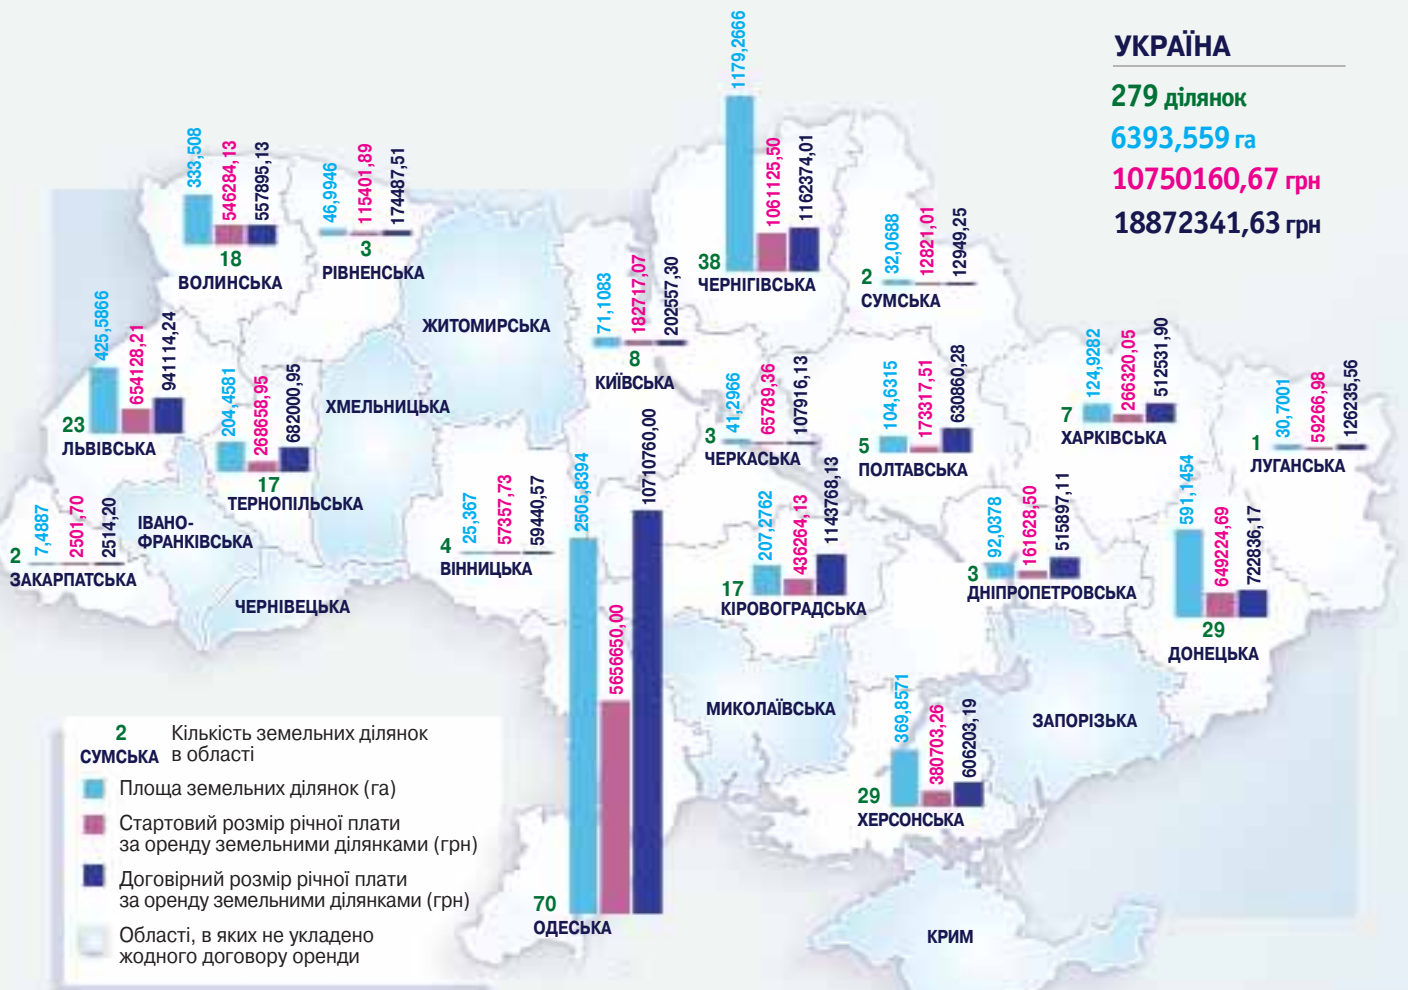 УКРАЇНА
279 ділянок
6393,559 га
10750160,67 грн
18872341,63 грн
333,508
546284,13
557895,13
18
ВОЛИНСЬКА
46,9946
115401,89
174487,51
3
РІВНЕНСЬКА
ЖИТОМИРСЬКА
71,1083
182717,07
202557,30
8
КИЇВСЬКА
1179,2666
1061125,50
1162374,01
38
ЧЕРНІГІВСЬКА
32,0688
12821,01
12949,25
2
СУМСЬКА
425,5866
654128,21
941114,24
23
ЛЬВІВСЬКА
204,4581
268658,95
682000,95
17
ТЕРНОПІЛЬСЬКА
ХМЕЛЬНИЦЬКА
41,2966
65789,36
107916,13
3
ЧЕРКАСЬКА
104,6315
173317,51
630860,28
5
ПОЛТАВСЬКА
124,9282
266320,05
512531,90
7
ХАРКІВСЬКА
30,7001
59266,98
126235,56
1
ЛУГАНСЬКА
7,4887
2501,70
2514,20
2
ЗАКАРПАТСЬКА
ІВАНО-
ФРАНКІВСЬКА
ЧЕРНІВЕЦЬКА
25,367
57357,73
59440,57
4
ВІННИЦЬКА
2505,8394
5656650,00
10710760,00
70
ОДЕСЬКА
207,2762
436264,13
1143768,13
17
КІРОВОГРАДСЬКА
92,0378
161628,50
515897,11
3
ДНІПРОПЕТРОВСЬКА
591,1454
649224,69
722836,17
29
ДОНЕЦЬКА
МИКОЛАЇВСЬКА
ЗАПОРІЗЬКА
369,8571
380703,26
606203,19
29
ХЕРСОНСЬКА
КРИМ
2 Кількість земельних ділянок
СУМСЬКА в області
Площа земельних ділянок (га)
Стартовий розмір річної плати
за оренду земельними ділянками (грн)
Договірний розмір річної плати
за оренду земельними ділянками (грн)
Області, в яких не укладено
жодного договору оренди